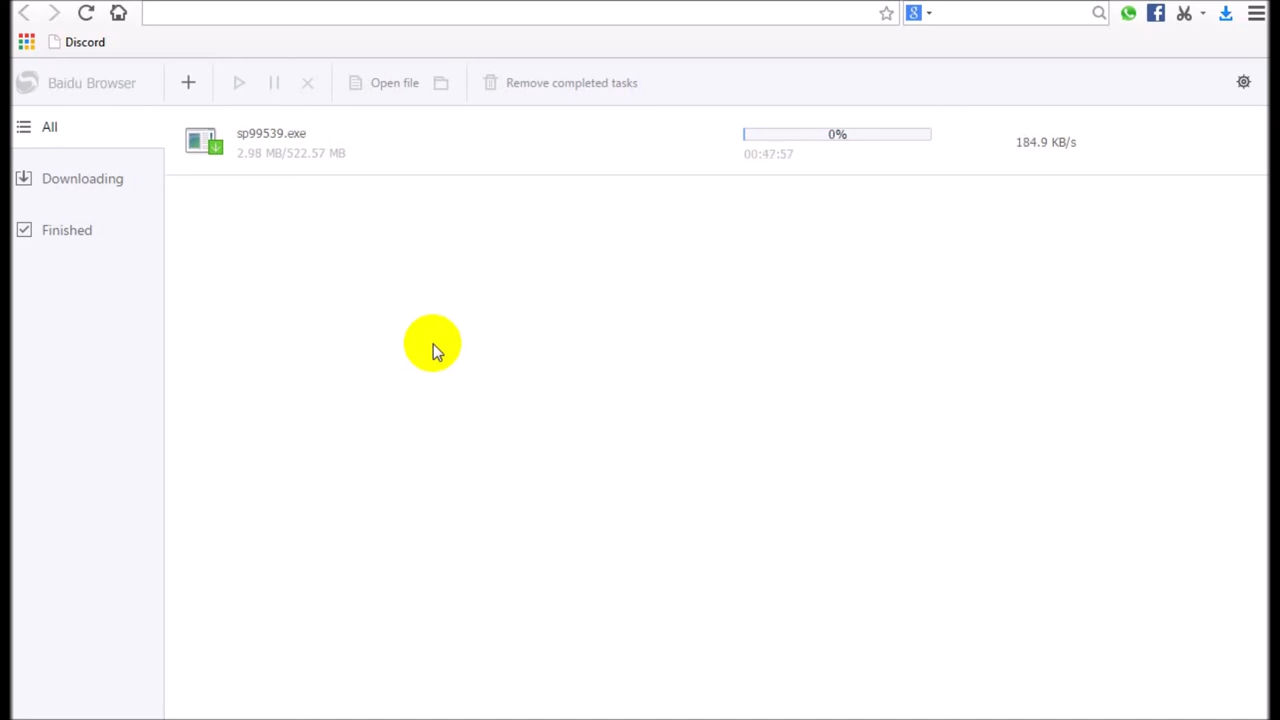 Discord
Baidu Browser
Open file
Remove completed tasks
All
sp99539.exe
0%
184.9 KB/s
2.98 MB/522.57 MB
00:47:57
Downloading
Finished